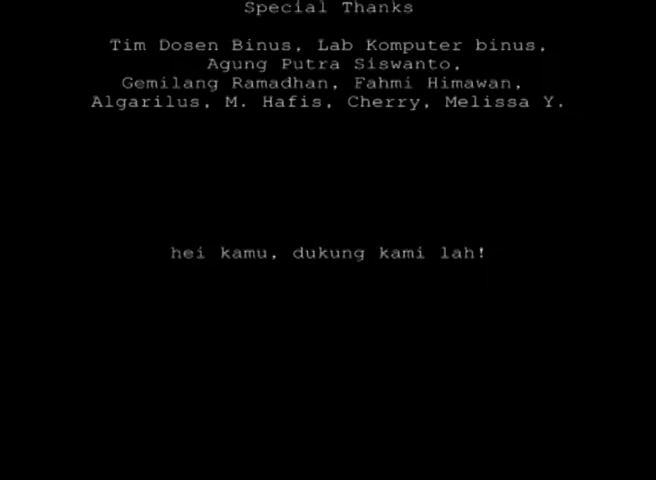 Special Thanks
Tim Dosen Binus, Lab Komputer binus,
Agung Putra Siswanto,
Gemilang Ramadhan, Fahmi Himawan,
Algarilus, M. Hafis, Cherry, Melissa Y.
hei kamu, dukung kami lah!